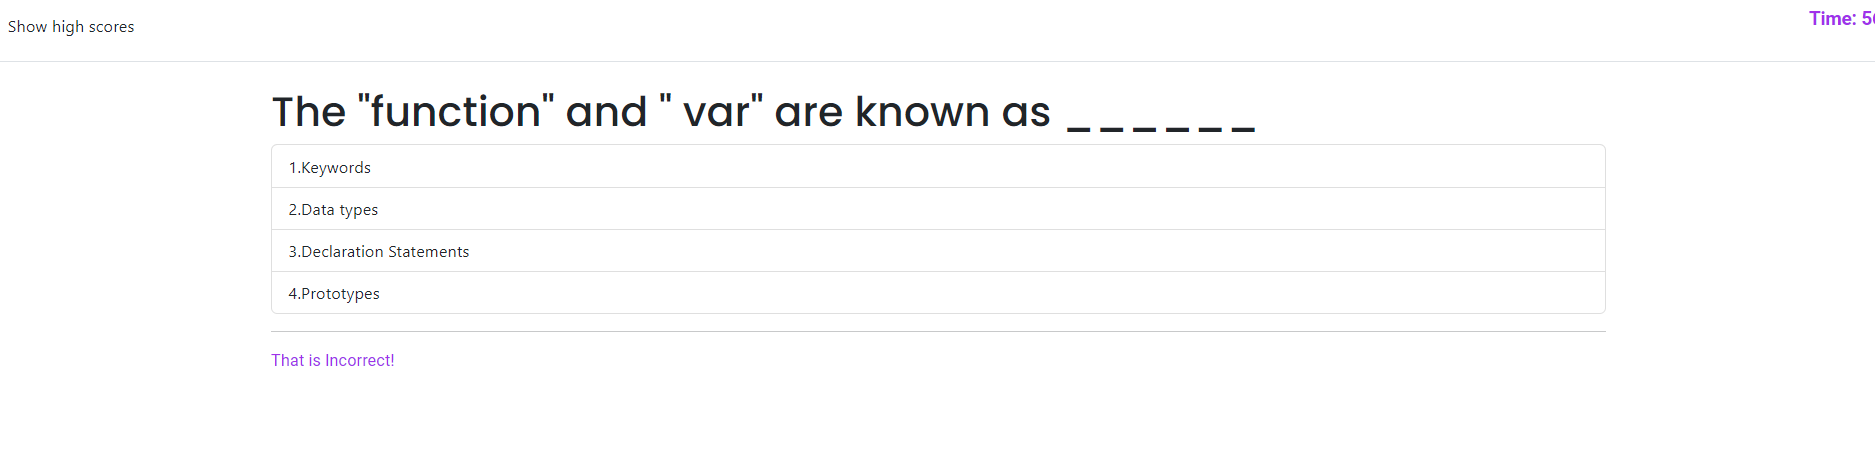 Show high scores
Time: 5
The "function" and " var" are known as ______
1.Keywords
2.Data types
3.Declaration Statements
4.Prototypes
That is Incorrect!